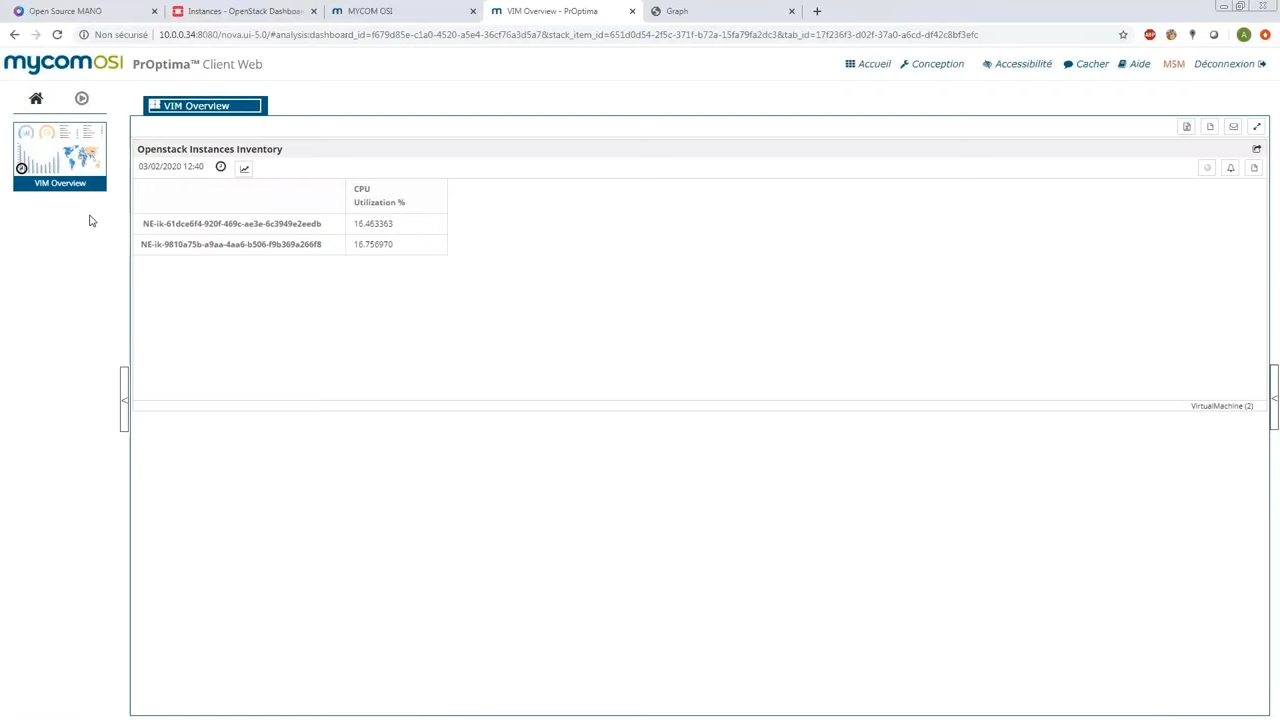 Open Source MANO
Instances - OpenStack Dashboa
MYCOM OSI
VIM Overview - PrOptima
Graph
Non sécurisé
10.0.0.34:8080/nova.ui-5.0/#analysis:dashboard_id=f679d85e-c1a0-4520-a5e4-36cf76a3d5a7&stack_item_id=651d0d54-2f5c-371f-b72a-15fa79fa2dc3&tab_id=17f236f3-d02f-37a0-a6cd-df42c8bf3efc
mycomOSI PrOptima™ Client Web
Accueil
Conception
Accessibilité
Cacher
Aide
MSM
Déconnexion
VIM Overview
VIM Overview
Openstack Instances Inventory
03/02/2020 12:40
CPU
Utilization %
NE-ik-61dce6f4-920f-469c-ae3e-6c3949e2eedb 16.463363
NE-ik-9810a75b-a9aa-4aa6-b506-f9b369a266f8 16.756970
VirtualMachine (2)